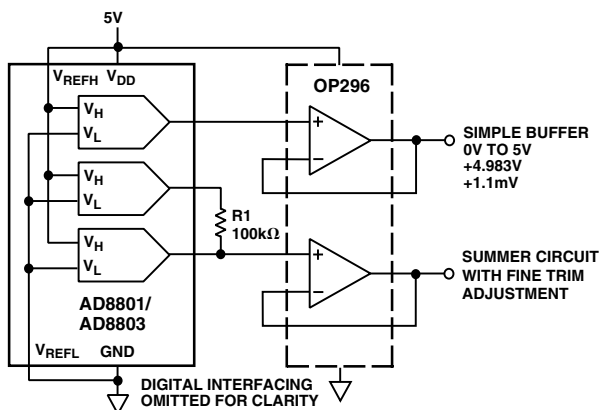 5V
VREFH VDD
OP296
VH
VL
SIMPLE BUFFER
0V TO 5V
+4.983V
+1.1mV
VH
VL
R1
100kΩ
VH
VL
SUMMER CIRCUIT
WITH FINE TRIM
ADJUSTMENT
AD8801/
AD8803
VREFL GND
DIGITAL INTERFACING
OMITTED FOR CLARITY
+
−
+
−